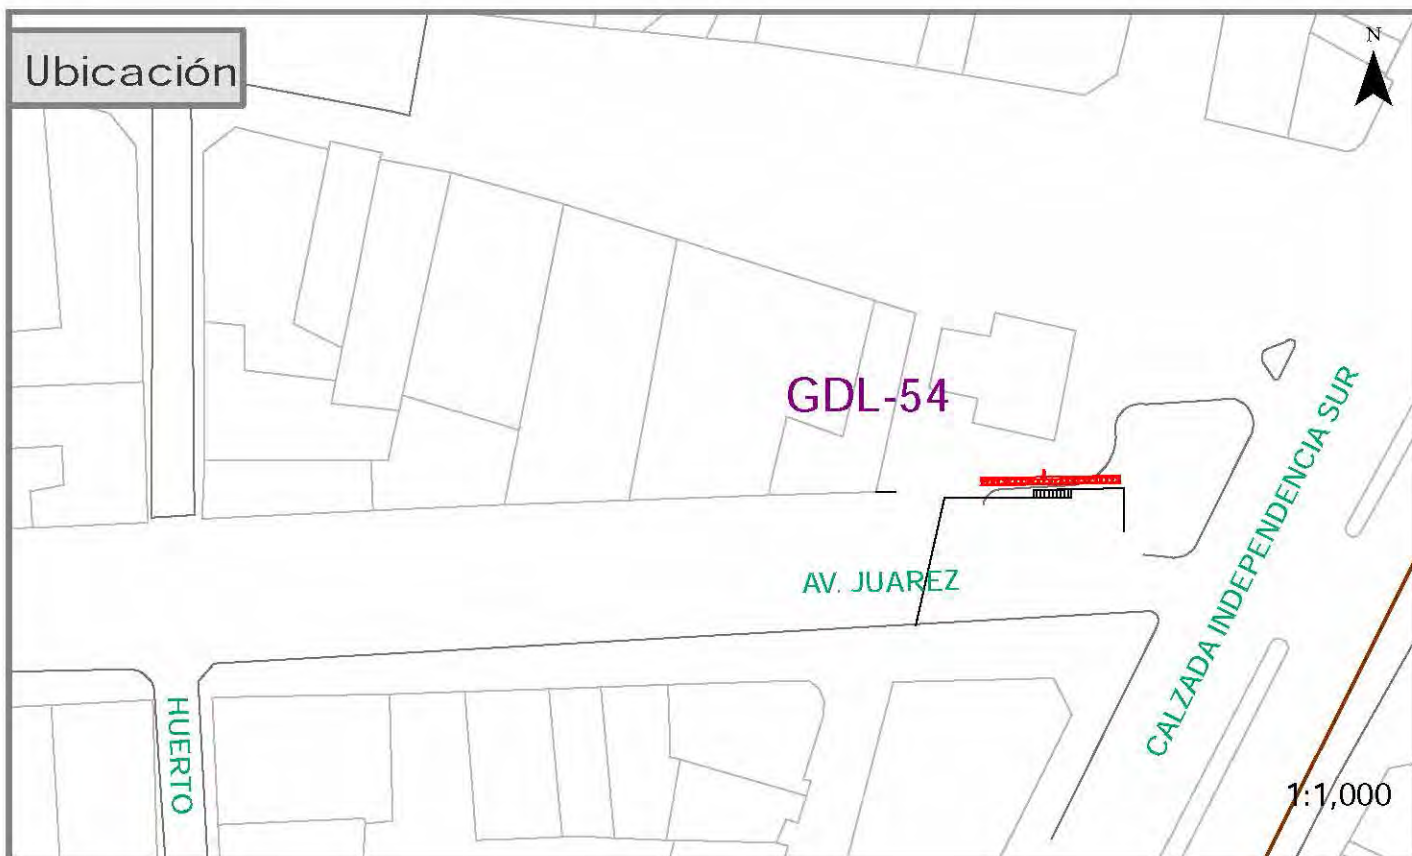 Ubicación
N
GDL-54
AV. JUAREZ
CALZADA INDEPENDENCIA SUR
HUERTO
1:1,000